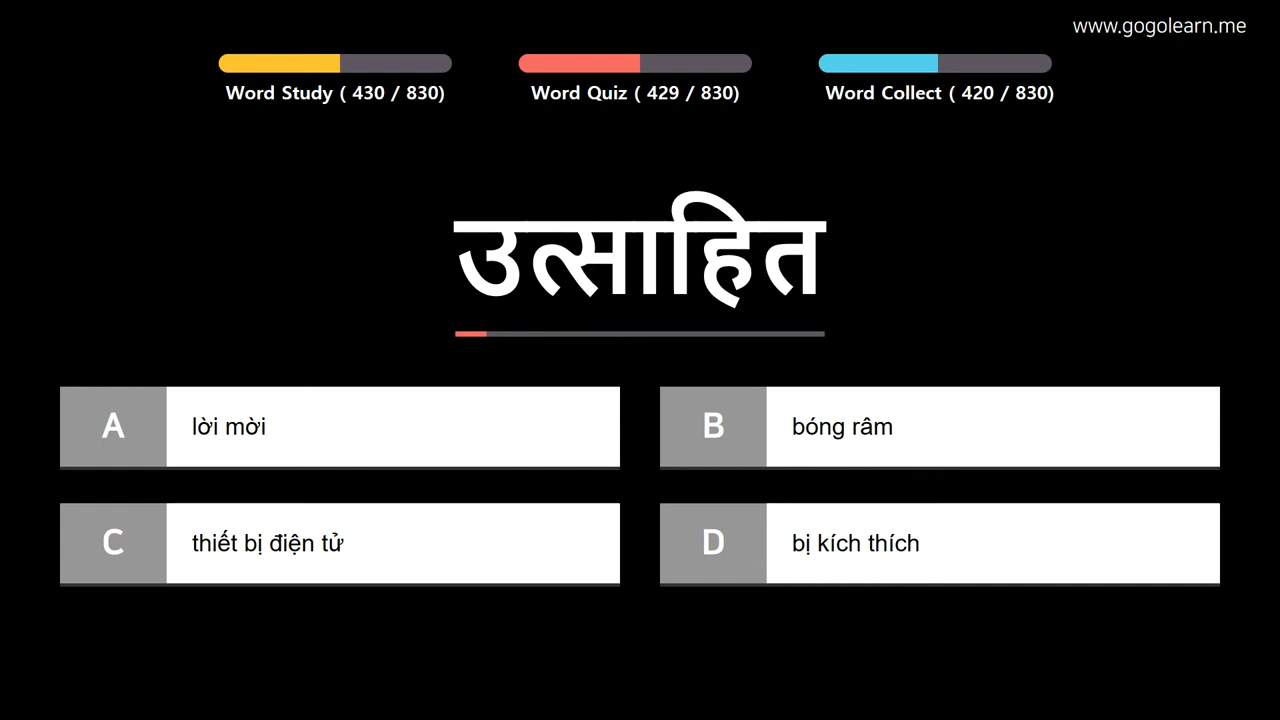 www.gogolearn.me
Word Study ( 430 / 830)
Word Quiz ( 429 / 830)
Word Collect ( 420 / 830)
उत्साहित
A
lời mời
B
bóng râm
C
thiết bị điện tử
D
bị kích thích